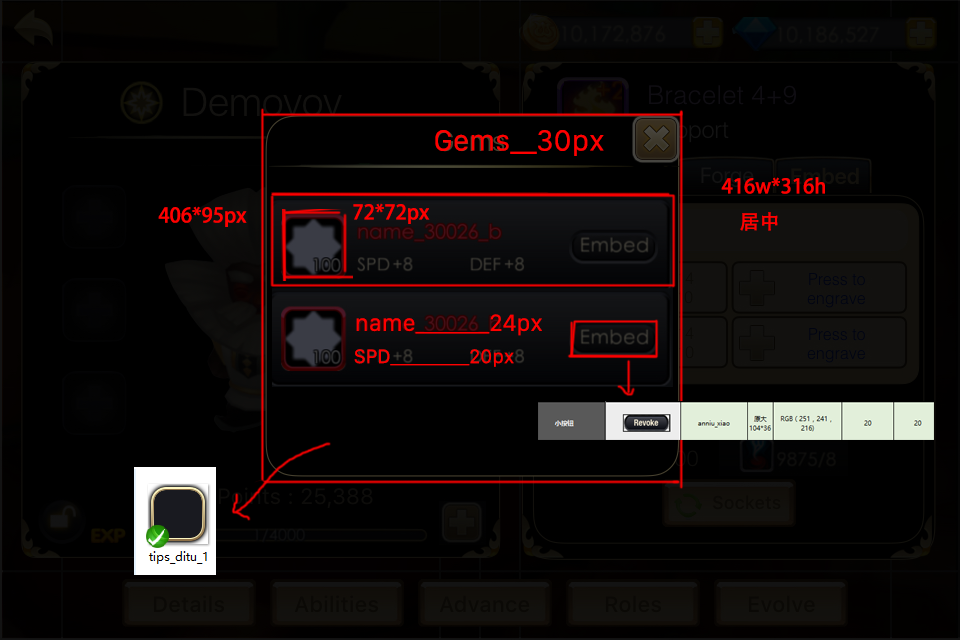 10,172,876
10,186,527
Demovov
Bracelet 4+9
Gems__30px
Forge
Embed
416w*316h
居中
406*95px
72*72px
name_30026_b
100
SPD+8
DEF+8
Embed
Press to
engrave
name_30026_24px
100
SPD+8
20px
Embed
Press to
engrave
小按钮
Revoke
anniu_xiao
原大
104*36
RGB（251，241，
216)
20
20
9875/8
Points : 25,388
Sockets
EXP
174000
tips_ditu_1
Details
Abilities
Advance
Roles
Evolve